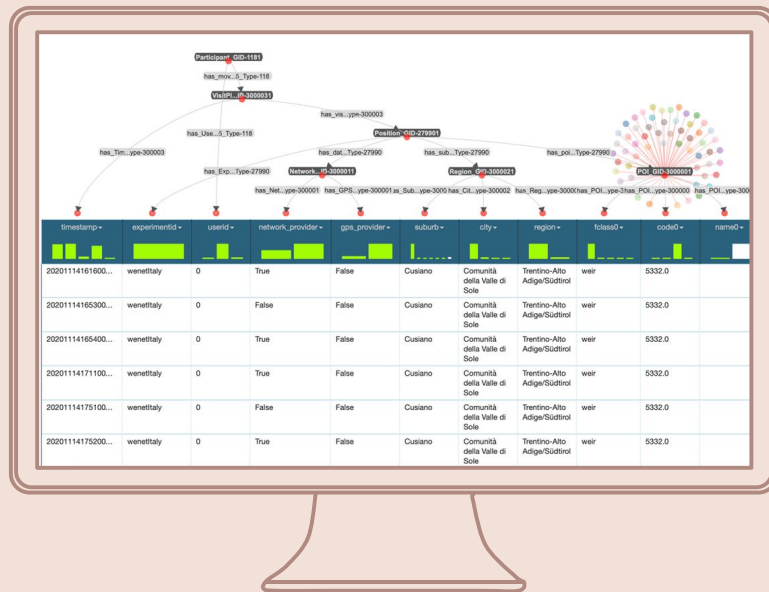 Participant_GID-1181
has_mov...5_Type-118
VisitPl...ID-3000031
has_vis...ype-300003
Position_GID-279901
has_Tim...ype-300003
has_Use...5_Type-118
has_dat...Type-27990
has_sub...Type-27990
has_poi...Type-27990
has_Exp...Type-27990
Network...ID-3000011
Region_GID-3000021
POI_GID-3000001
has_Net...ype-300001
has_GPS...ype-300001
has_Cit...ype-300002
timestamp experimentid userid network_provider gps_provider suburb city region fclass0 code0 name0
20201114161600... wenetItaly 0 True False Cusiano Comunità Trentino-Alto weir 5332.0
della Valle di Adige/Südtirol
Sole
20201114165300... wenetItaly 0 False False Cusiano Comunità Trentino-Alto weir 5332.0
della Valle di Adige/Südtirol
Sole
20201114165400... wenetItaly 0 True False Cusiano Comunità Trentino-Alto weir 5332.0
della Valle di Adige/Südtirol
Sole
20201114171100... wenetItaly 0 True False Cusiano Comunità Trentino-Alto weir 5332.0
della Valle di Adige/Südtirol
Sole
20201114175100... wenetItaly 0 False False Cusiano Comunità Trentino-Alto weir 5332.0
della Valle di Adige/Südtirol
Sole
20201114175200... wenetItaly 0 True False Cusiano Comunità Trentino-Alto weir 5332.0
della Valle di Adige/Südtirol
Sole